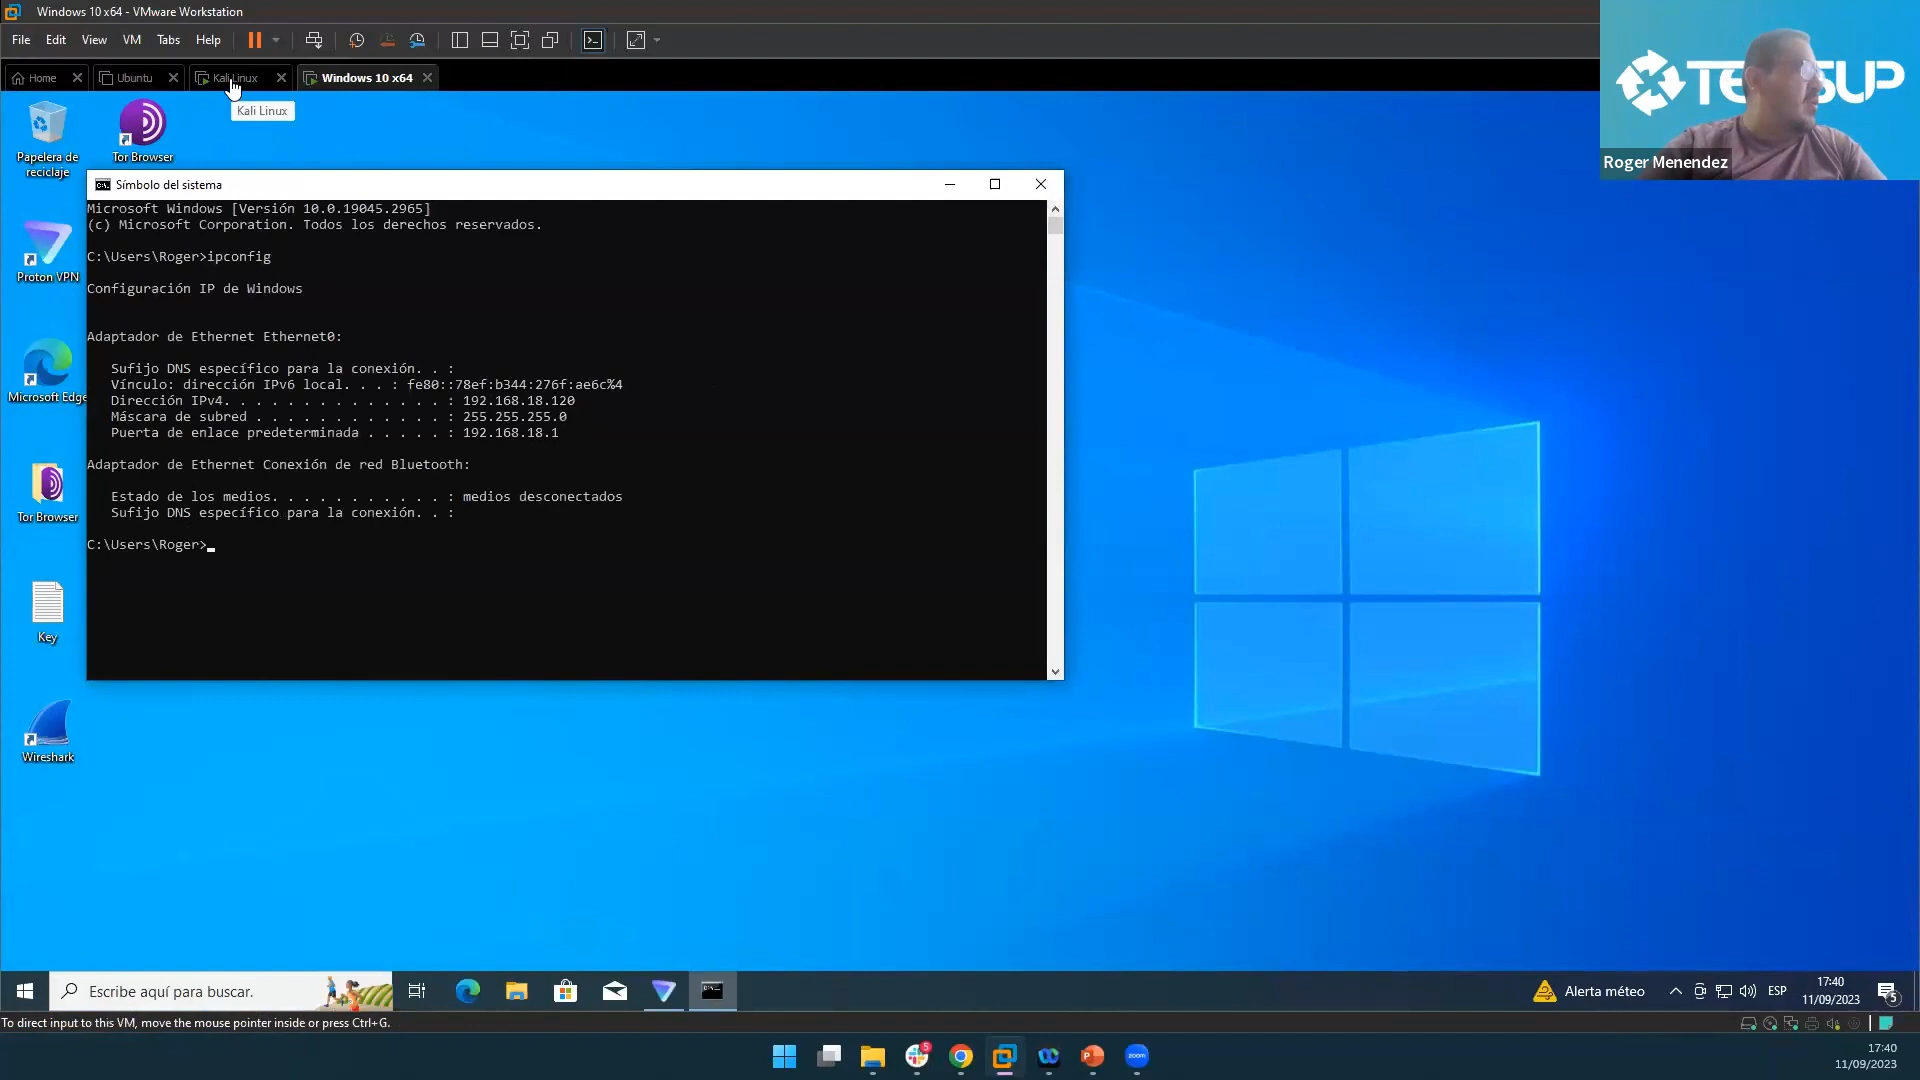 Windows 10 x64 - VMware Workstation
File Edit View VM Tabs Help
Home Ubuntu Kali Linux Windows 10 x64
Kali Linux
Papelera de
reciclaje
Tor Browser
Proton VPN
Microsoft Edge
Tor Browser
Key
Wireshark
Símbolo del sistema
Microsoft Windows [Versión 10.0.19045.2965]
(c) Microsoft Corporation. Todos los derechos reservados.
C:\Users\Roger>ipconfig
Configuración IP de Windows
Adaptador de Ethernet Ethernet0:
Sufijo DNS específico para la conexión. . :
Vínculo: dirección IPv6 local. . . : fe80::78ef:b344:276f:ae6c%4
Dirección IPv4. . . . . . . . . . . . . . : 192.168.18.120
Máscara de subred . . . . . . . . . . . . : 255.255.255.0
Puerta de enlace predeterminada . . . . . : 192.168.18.1
Adaptador de Ethernet Conexión de red Bluetooth:
Estado de los medios. . . . . . . . . . . : medios desconectados
Sufijo DNS específico para la conexión. . :
C:\Users\Roger>
Roger Menendez
Escribe aquí para buscar.
Alerta méteo
ESP
17:40
11/09/2023
5
To direct input to this VM, move the mouse pointer inside or press Ctrl+G.
5
zoom
17:40
11/09/2023